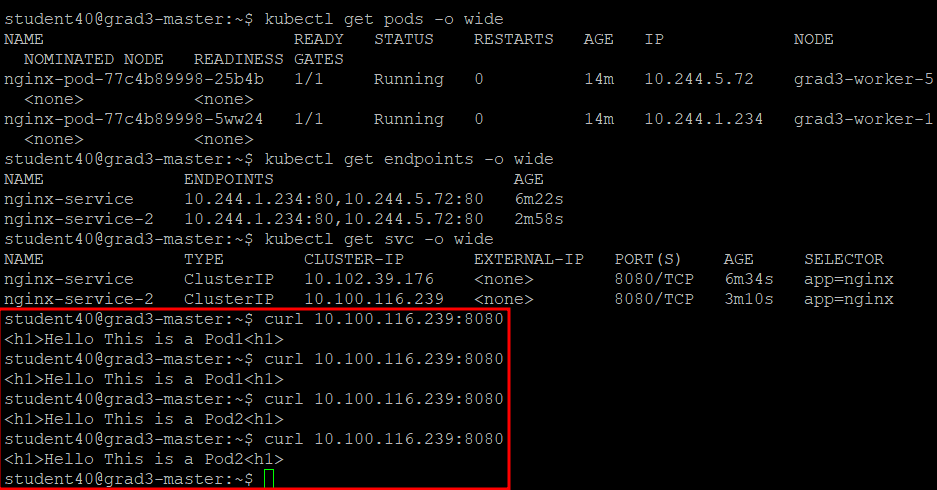 student40@grad3-master:~$ kubectl get pods -o wide
NAME                         READY   STATUS    RESTARTS   AGE   IP             NODE
  NOMINATED NODE   READINESS GATES
nginx-pod-77c4b89998-25b4b   1/1     Running   0          14m   10.244.5.72    grad3-worker-5
  <none>           <none>
nginx-pod-77c4b89998-5ww24   1/1     Running   0          14m   10.244.1.234   grad3-worker-1
  <none>           <none>
student40@grad3-master:~$ kubectl get endpoints -o wide
NAME              ENDPOINTS                        AGE
nginx-service     10.244.1.234:80,10.244.5.72:80   6m22s
nginx-service-2   10.244.1.234:80,10.244.5.72:80   2m58s
student40@grad3-master:~$ kubectl get svc -o wide
NAME              TYPE        CLUSTER-IP       EXTERNAL-IP   PORT(S)    AGE     SELECTOR
nginx-service     ClusterIP   10.102.39.176    <none>        8080/TCP   6m34s   app=nginx
nginx-service-2   ClusterIP   10.100.116.239   <none>        8080/TCP   3m10s   app=nginx
student40@grad3-master:~$ curl 10.100.116.239:8080
<h1>Hello This is a Pod1<h1>
student40@grad3-master:~$ curl 10.100.116.239:8080
<h1>Hello This is a Pod1<h1>
student40@grad3-master:~$ curl 10.100.116.239:8080
<h1>Hello This is a Pod2<h1>
student40@grad3-master:~$ curl 10.100.116.239:8080
<h1>Hello This is a Pod2<h1>
student40@grad3-master:~$